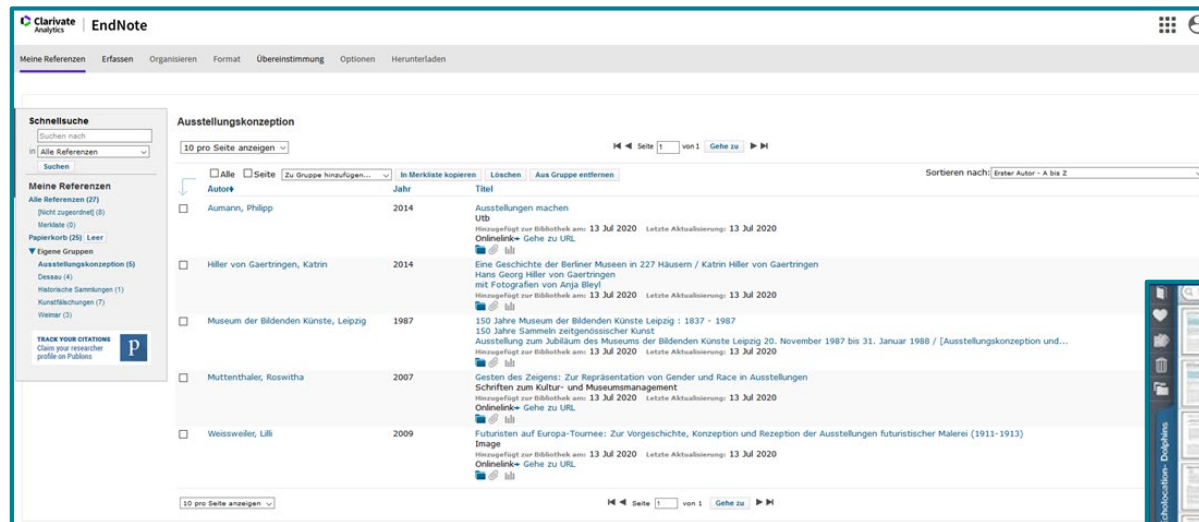 Clarivate
Analytics
EndNote
Meine Referenzen Erfassen Organisieren Format Übereinstimmung Optionen Herunterladen
Schnellsuche
Suchen nach
in Alle Referenzen
Suchen
Meine Referenzen
Alle Referenzen (27)
[Nicht zugeordnet] (8)
Merkliste (0)
Papierkorb (25) Leer
Eigene Gruppen
Ausstellungskonzeption (5)
Dessau (4)
Historische Sammlungen (1)
Kunstfälschungen (7)
Weimar (3)
TRACK YOUR CITATIONS
Claim your researcher
profile on Publons
P
Ausstellungskonzeption
10 pro Seite anzeigen Seite 1 von 1 Gehe zu
Alle Seite Zu Gruppe hinzufügen... In Merkliste kopieren Löschen Aus Gruppe entfernen Sortieren nach: Erster Autor - A bis Z
Autor Jahr Titel
Aumann, Philipp 2014 Ausstellungen machen
Utb
Hinzugefügt zur Bibliothek am: 13 Jul 2020 Letzte Aktualisierung: 13 Jul 2020
Onlinelink Gehe zu URL
Hiller von Gaertringen, Katrin 2014 Eine Geschichte der Berliner Museen in 227 Häusern / Katrin Hiller von Gaertringen
Hans Georg Hiller von Gaertringen
mit Fotografien von Anja Bleyl
Hinzugefügt zur Bibliothek am: 13 Jul 2020 Letzte Aktualisierung: 13 Jul 2020
Museum der Bildenden Künste, Leipzig 1987 150 Jahre Museum der Bildenden Künste Leipzig : 1837 - 1987
150 Jahre Sammeln zeitgenössischer Kunst
Ausstellung zum Jubiläum des Museums der Bildenden Künste Leipzig 20. November 1987 bis 31. Januar 1988 / [Ausstellungskonzeption und...
Hinzugefügt zur Bibliothek am: 13 Jul 2020 Letzte Aktualisierung: 13 Jul 2020
Muttenthaler, Roswitha 2007 Gesten des Zeigens: Zur Repräsentation von Gender und Race in Ausstellungen
Schriften zum Kultur- und Museumsmanagement
Hinzugefügt zur Bibliothek am: 13 Jul 2020 Letzte Aktualisierung: 13 Jul 2020
Onlinelink Gehe zu URL
Weissweiler, Lilli 2009 Futuristen auf Europa-Tournee: Zur Vorgeschichte, Konzeption und Rezeption der Ausstellungen futuristischer Malerei (1911-1913)
Image
Hinzugefügt zur Bibliothek am: 13 Jul 2020 Letzte Aktualisierung: 13 Jul 2020
Onlinelink Gehe zu URL
10 pro Seite anzeigen Seite 1 von 1 Gehe zu
Dolphins